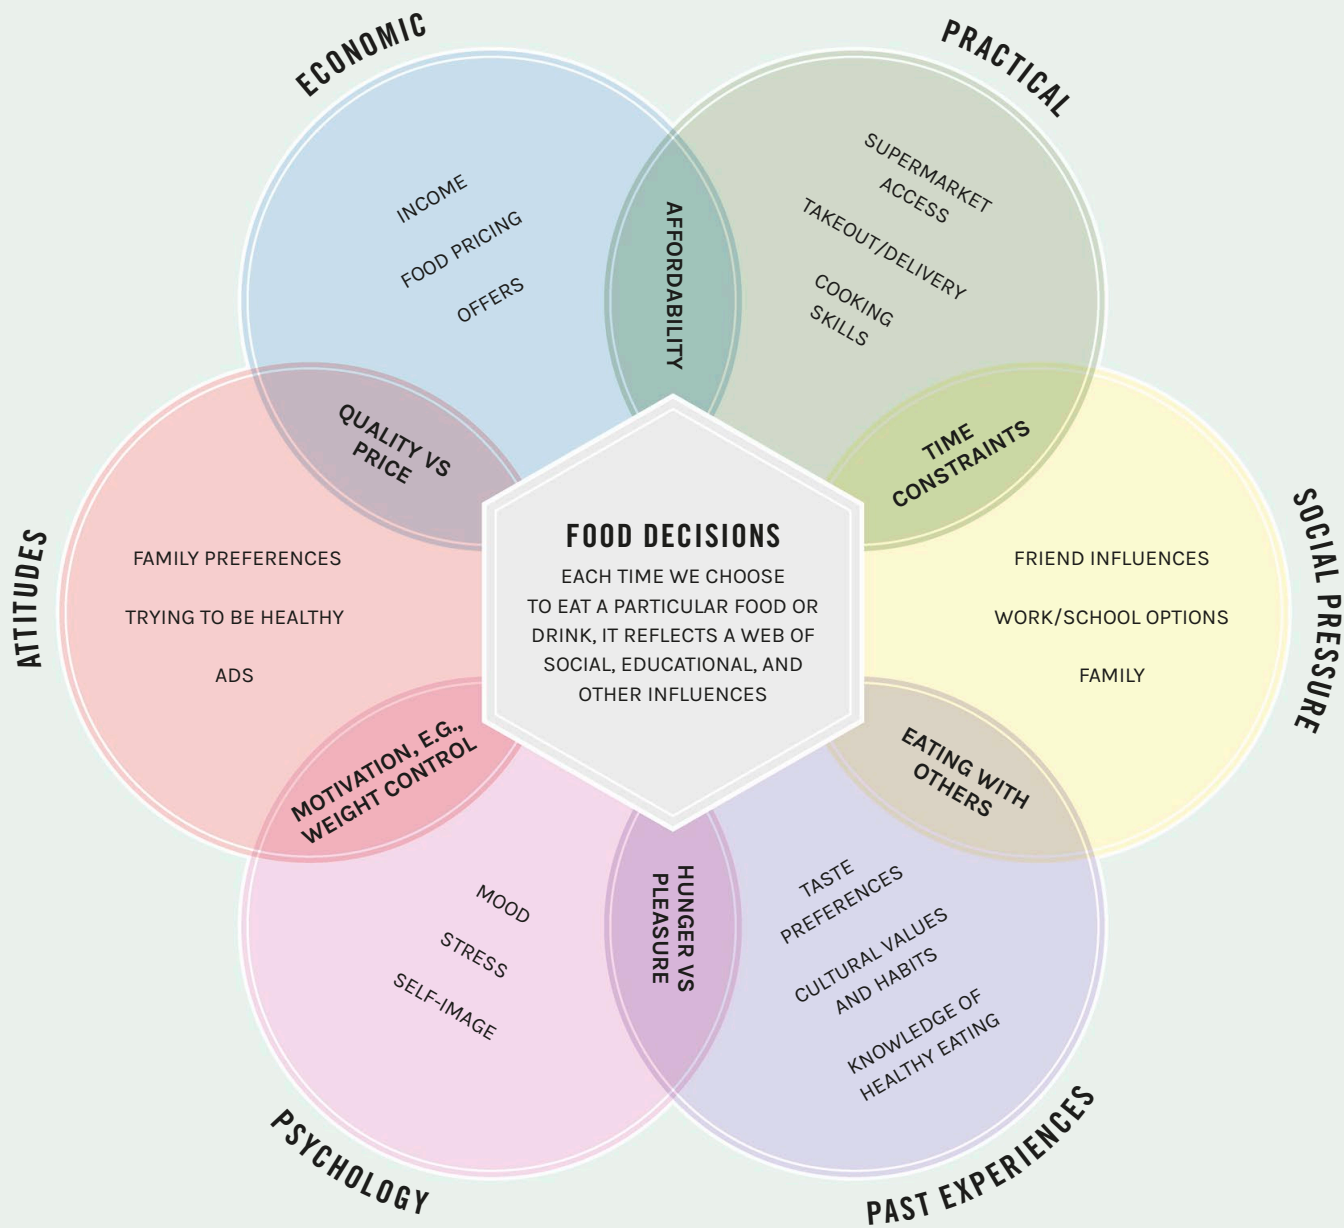 ECONOMIC
INCOME
FOOD PRICING
OFFERS
AFFORDABILITY
PRACTICAL
SUPERMARKET
ACCESS
TAKEOUT/DELIVERY
COOKING
SKILLS
TIME
CONSTRAINTS
SOCIAL PRESSURE
FRIEND INFLUENCES
WORK/SCHOOL OPTIONS
FAMILY
EATING WITH
OTHERS
PAST EXPERIENCES
TASTE
PREFERENCES
CULTURAL VALUES
AND HABITS
KNOWLEDGE OF
HEALTHY EATING
HUNGER VS
PLEASURE
PSYCHOLOGY
MOOD
STRESS
SELF-IMAGE
MOTIVATION, E.G.,
WEIGHT CONTROL
ATTITUDES
FAMILY PREFERENCES
TRYING TO BE HEALTHY
ADS
QUALITY VS
PRICE
FOOD DECISIONS
EACH TIME WE CHOOSE
TO EAT A PARTICULAR FOOD OR
DRINK, IT REFLECTS A WEB OF
SOCIAL, EDUCATIONAL, AND
OTHER INFLUENCES